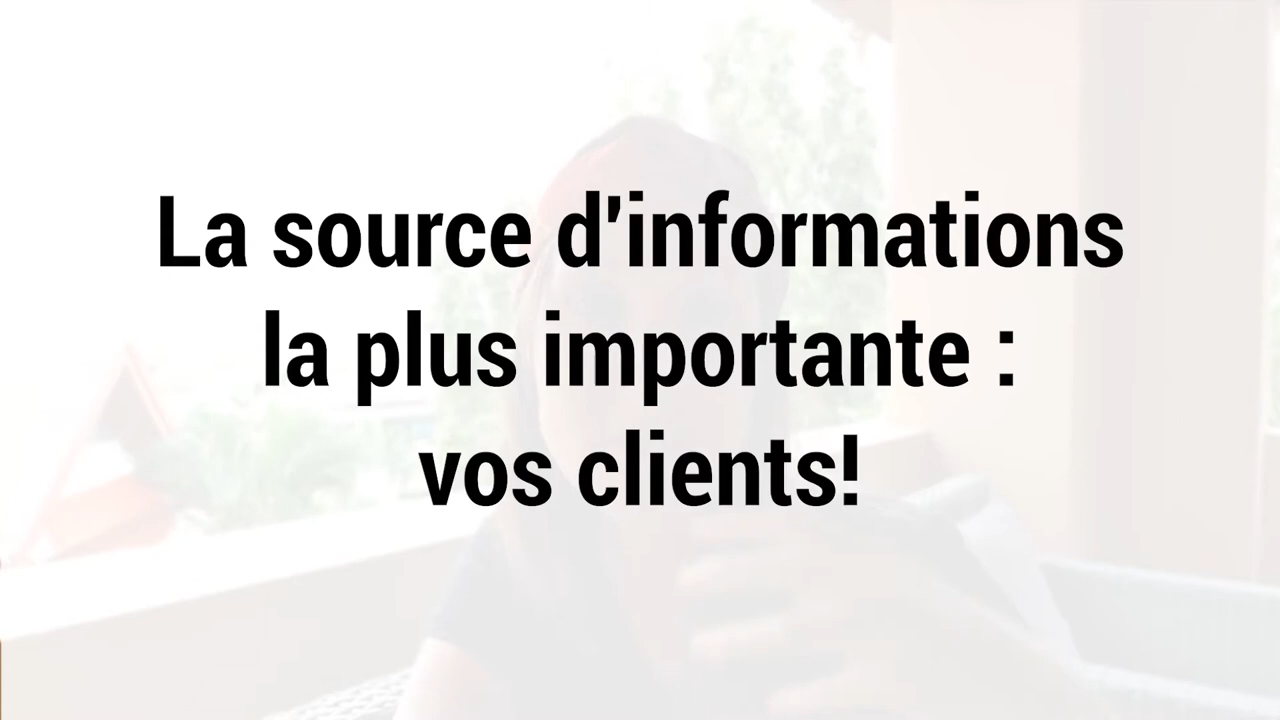 La source d'informations
la plus importante :
vos clients!